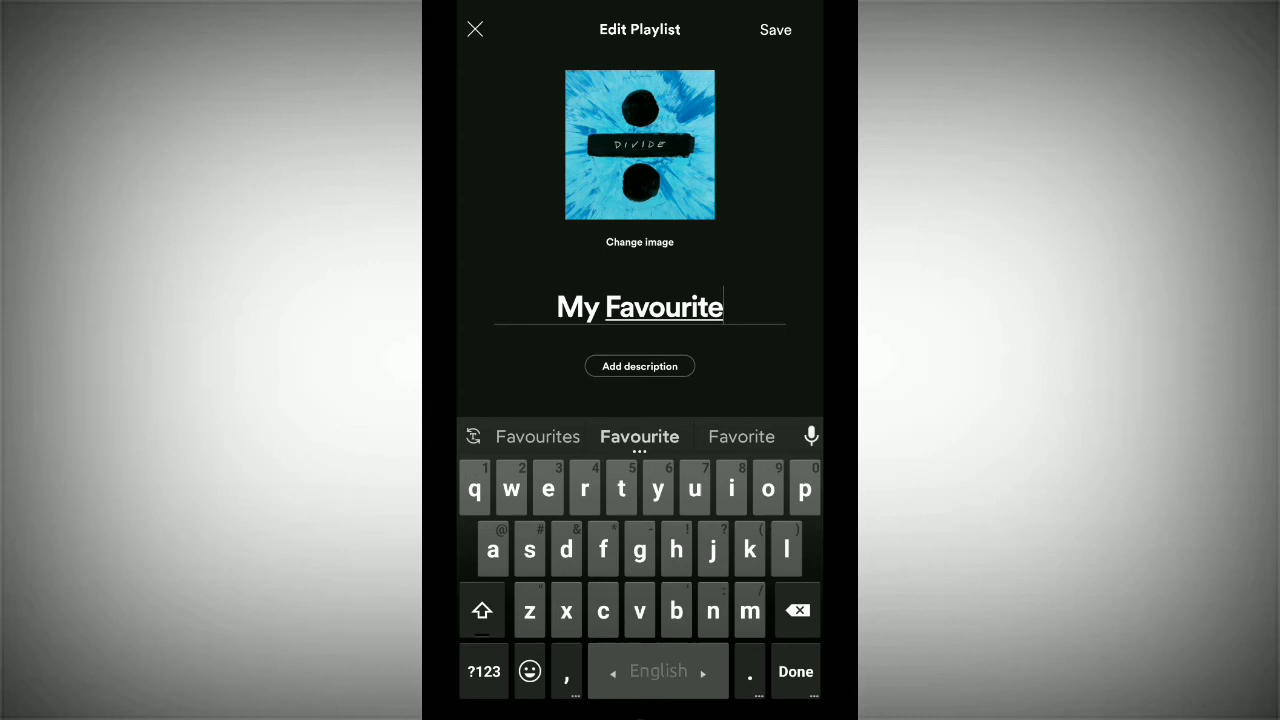 Edit Playlist Save
DIVIDE
Change image
My Favourite
Add description
Favourites Favourite Favorite
1 2 3 4 5 6 7 8 9 0
q w e r t y u i o p
@ # & * - ! ? ( )
a s d f g h j k l
" ' : /
z x c v b n m
?123 , English . Done